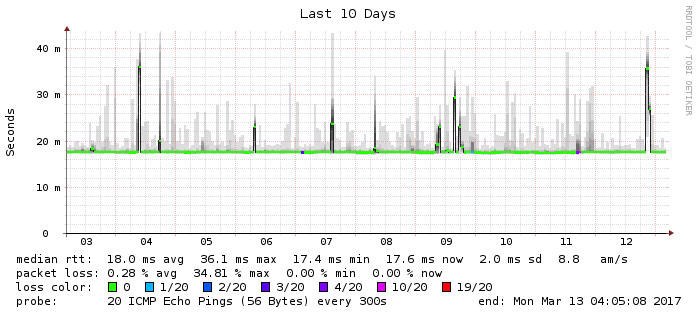 Last 10 Days
RRDTOOL / TOBI OETIKER
Seconds
40 m
30 m
20 m
10 m
0
03 04 05 06 07 08 09 10 11 12
median rtt: 18.0 ms avg 36.1 ms max 17.4 ms min 17.6 ms now 2.0 ms sd 8.8 am/s
packet loss: 0.28 % avg 34.81 % max 0.00 % min 0.00 % now
loss color: 0 1/20 2/20 3/20 4/20 10/20 19/20
probe: 20 ICMP Echo Pings (56 Bytes) every 300s end: Mon Mar 13 04:05:08 2017